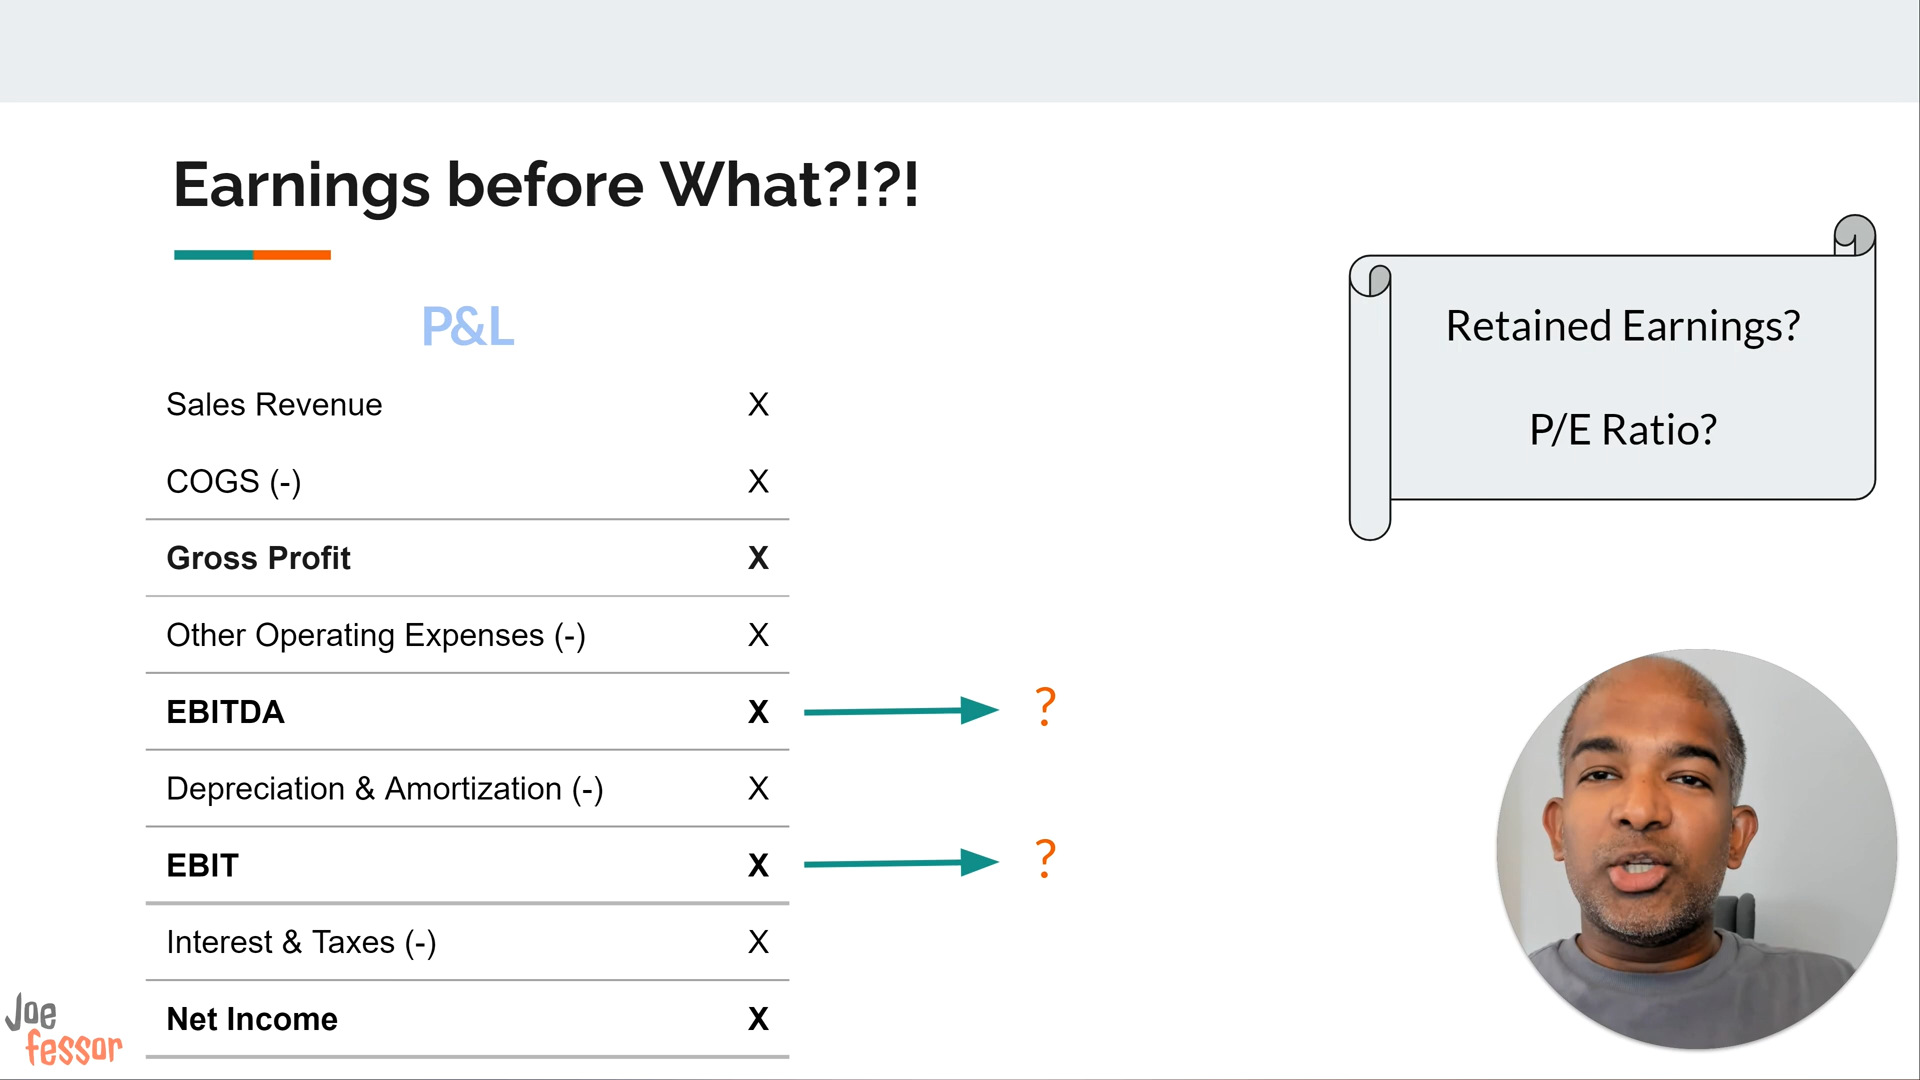 Earnings before What?!?!
P&L
Sales Revenue X
COGS (-) X
Gross Profit X
Other Operating Expenses (-) X
EBITDA X ?
Depreciation & Amortization (-) X
EBIT X ?
Interest & Taxes (-) X
Net Income X
Retained Earnings?
P/E Ratio?
Joe
fessor